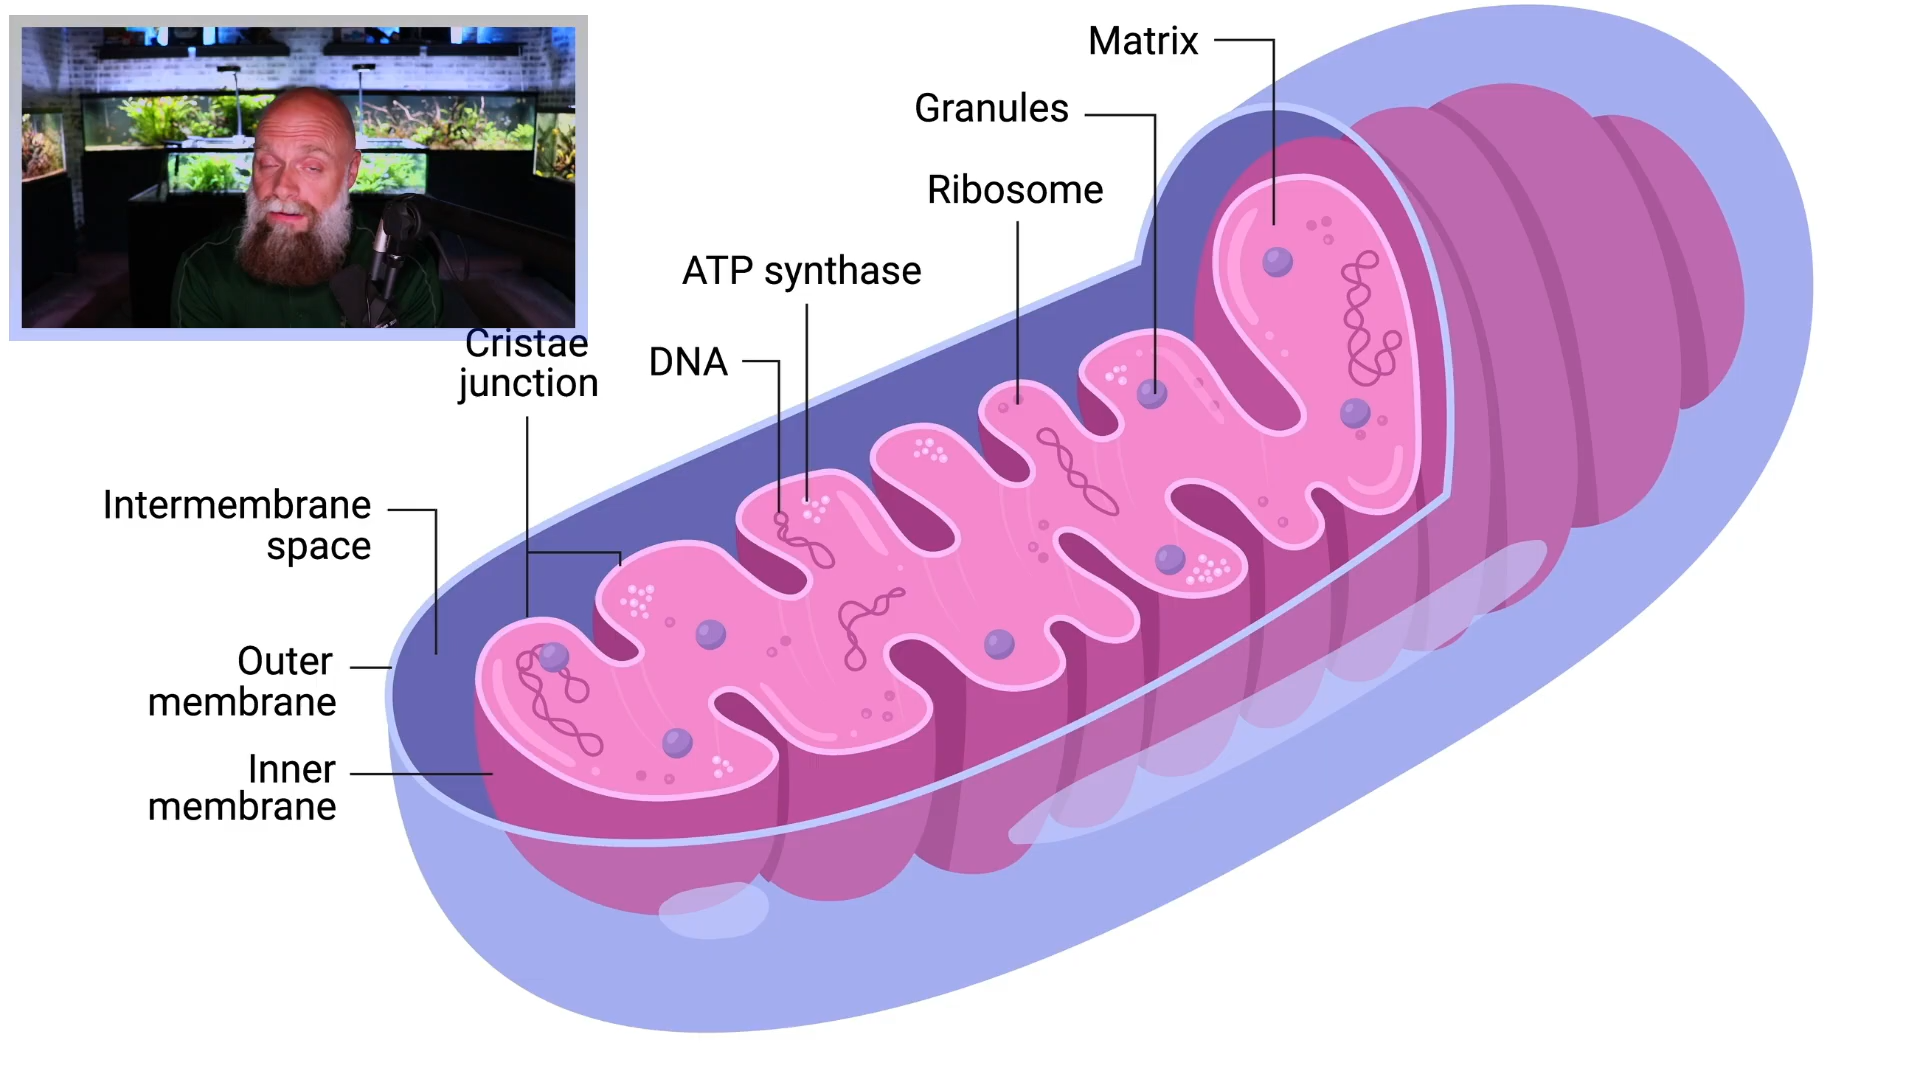 Matrix
Granules
Ribosome
ATP synthase
DNA
Cristae
junction
Intermembrane
space
Outer
membrane
Inner
membrane